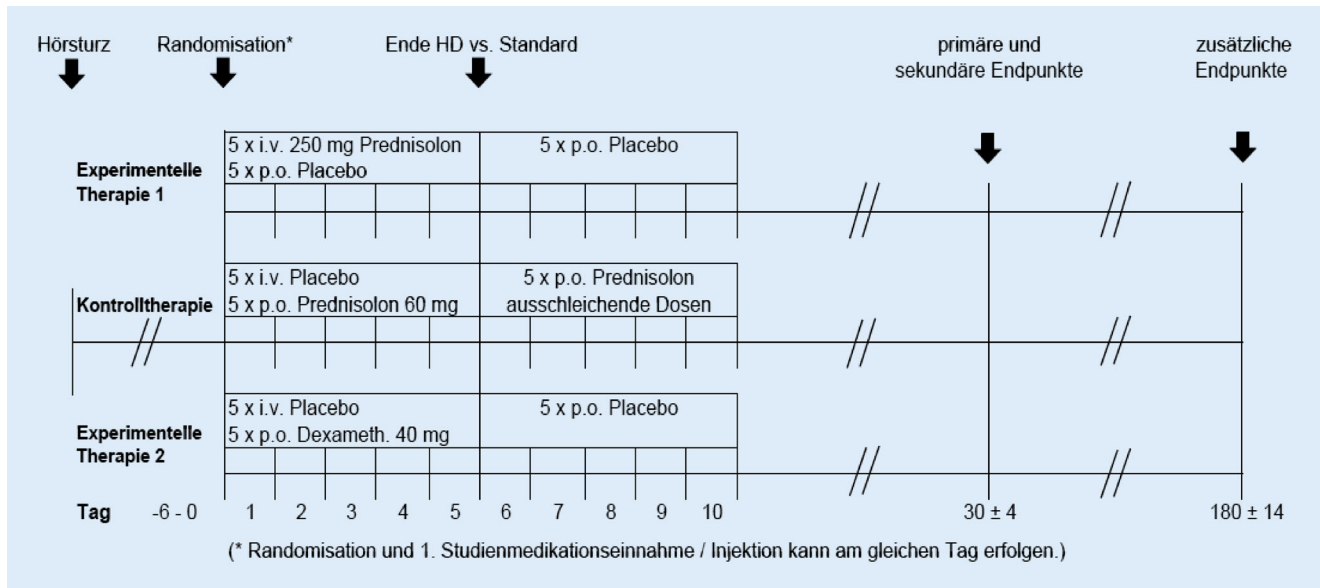 Hörsturz
Randomisation*
Ende HD vs. Standard
primäre und
sekundäre Endpunkte
zusätzliche
Endpunkte
Experimentelle
Therapie 1
5 x i.v. 250 mg Prednisolon
5 x p.o. Placebo
5 x p.o. Placebo
Kontrolltherapie
5 x i.v. Placebo
5 x p.o. Prednisolon 60 mg
5 x p.o. Prednisolon
ausschleichende Dosen
Experimentelle
Therapie 2
5 x i.v. Placebo
5 x p.o. Dexameth. 40 mg
5 x p.o. Placebo
Tag -6 - 0 1 2 3 4 5 6 7 8 9 10 30 ± 4 180 ± 14
(* Randomisation und 1. Studienmedikationseinnahme / Injektion kann am gleichen Tag erfolgen.)